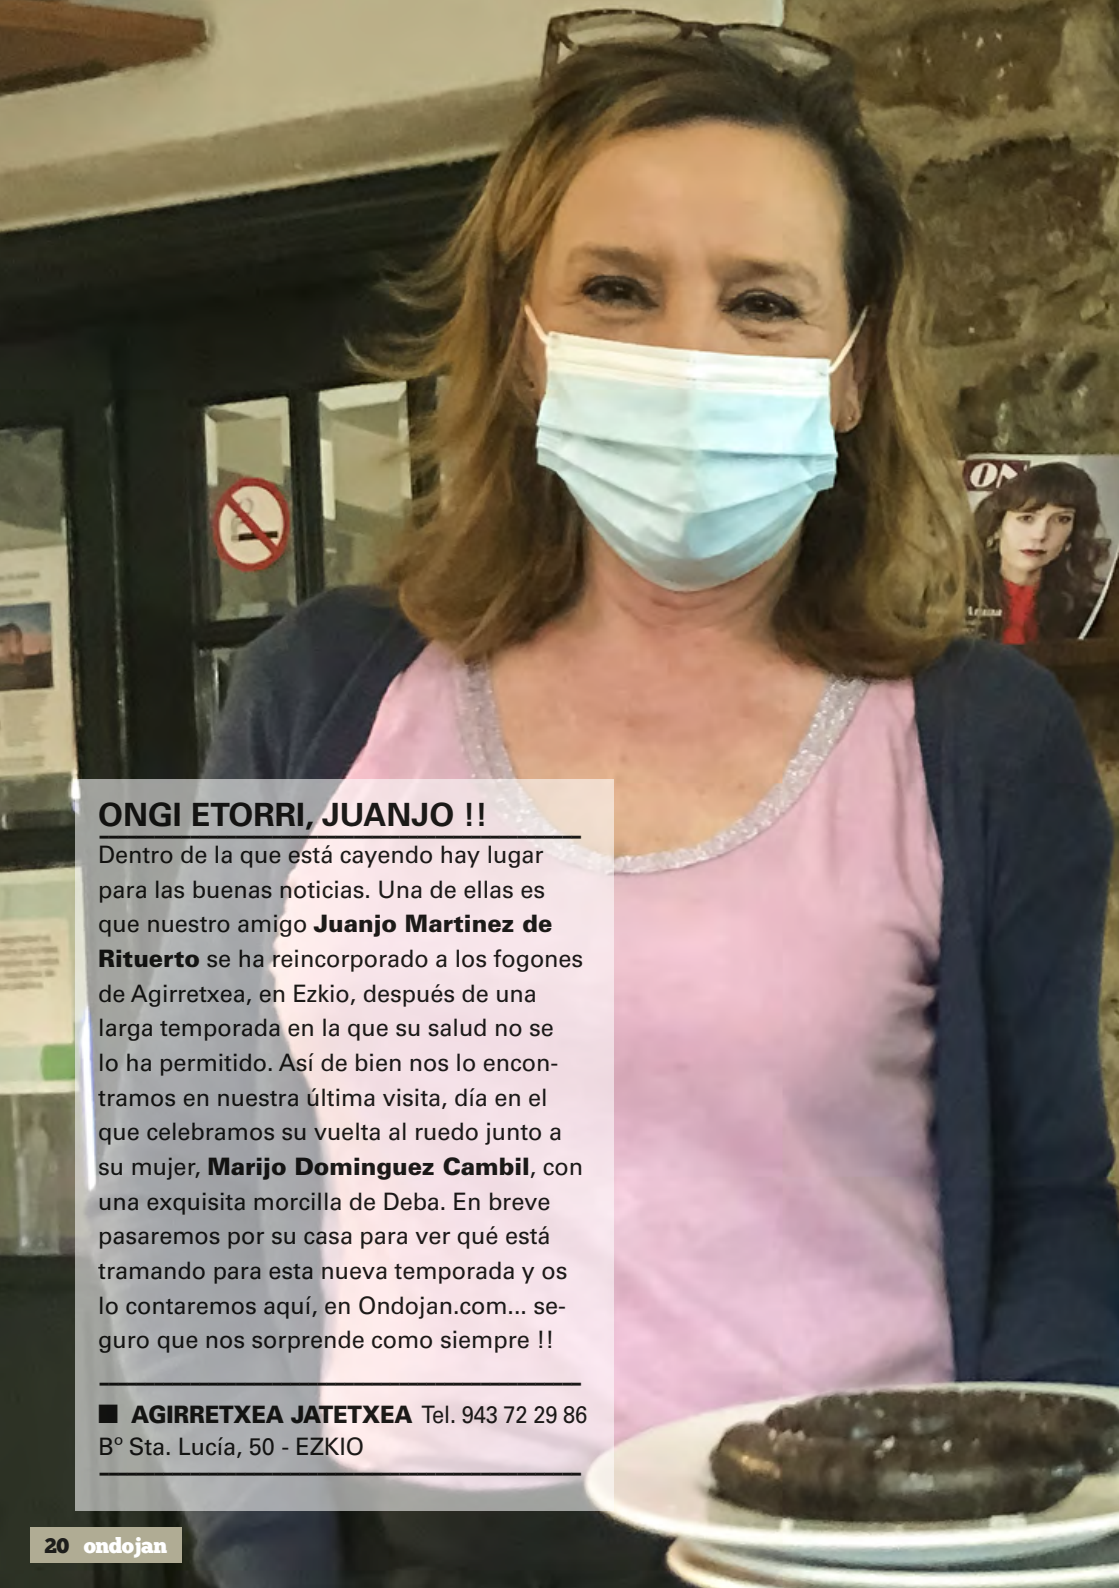 ON
ONGI ETORRI, JUANJO !!
Dentro de la que está cayendo hay lugar
para las buenas noticias. Una de ellas es
que nuestro amigo Juanjo Martinez de
Rituerto se ha reincorporado a los fogones
de Agirretxea, en Ezkio, después de una
larga temporada en la que su salud no se
lo ha permitido. Así de bien nos lo encon-
tramos en nuestra última visita, día en el
que celebramos su vuelta al ruedo junto a
su mujer, Marijo Dominguez Cambil, con
una exquisita morcilla de Deba. En breve
pasaremos por su casa para ver qué está
tramando para esta nueva temporada y os
lo contaremos aquí, en Ondojan.com... se-
guro que nos sorprende como siempre !!
■ AGIRRETXEA JATETXEA Tel. 943 72 29 86
Bº Sta. Lucía, 50 - EZKIO
20 ondojan